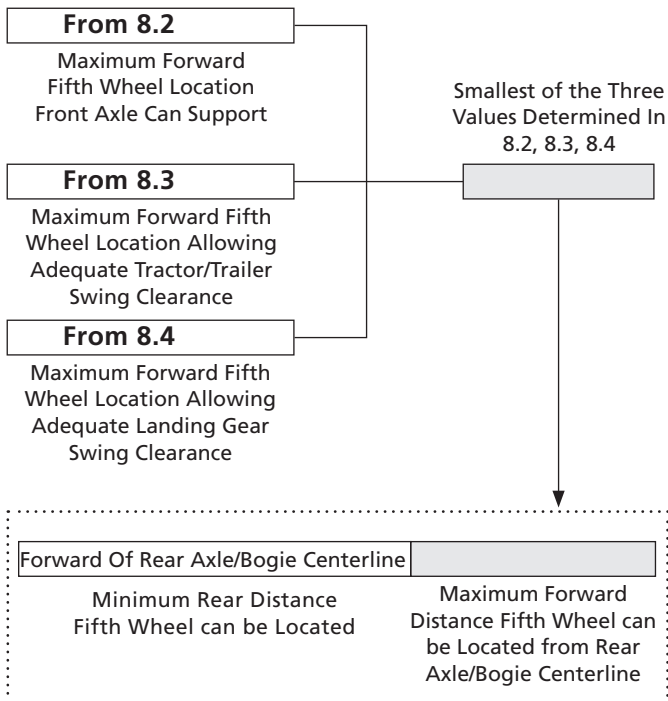 From 8.2
Maximum Forward
Fifth Wheel Location
Front Axle Can Support
Smallest of the Three
Values Determined In
8.2, 8.3, 8.4
From 8.3
Maximum Forward Fifth
Wheel Location Allowing
Adequate Tractor/Trailer
Swing Clearance
From 8.4
Maximum Forward Fifth
Wheel Location Allowing
Adequate Landing Gear
Swing Clearance
Forward Of Rear Axle/Bogie Centerline
Minimum Rear Distance
Fifth Wheel can be Located
Maximum Forward
Distance Fifth Wheel can
be Located from Rear
Axle/Bogie Centerline